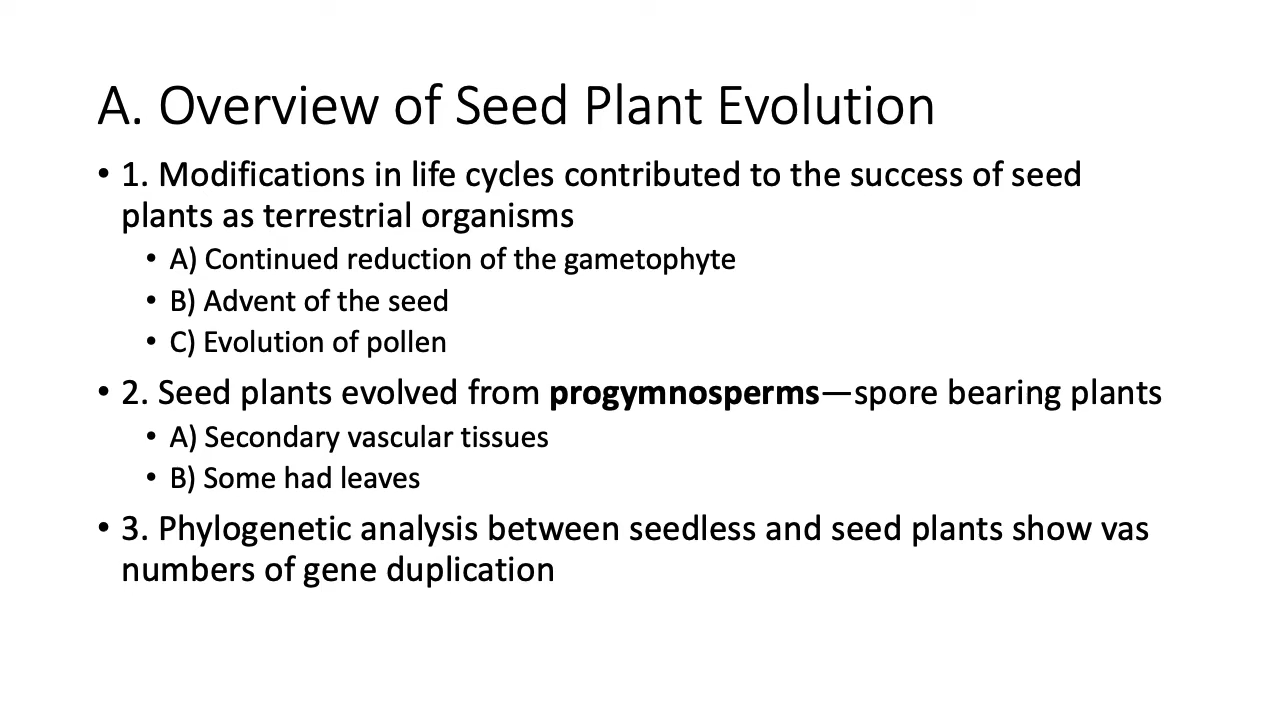 A. Overview of Seed Plant Evolution
• 1. Modifications in life cycles contributed to the success of seed
plants as terrestrial organisms
• A) Continued reduction of the gametophyte
• B) Advent of the seed
• C) Evolution of pollen
• 2. Seed plants evolved from progymnosperms—spore bearing plants
• A) Secondary vascular tissues
• B) Some had leaves
• 3. Phylogenetic analysis between seedless and seed plants show vas
numbers of gene duplication